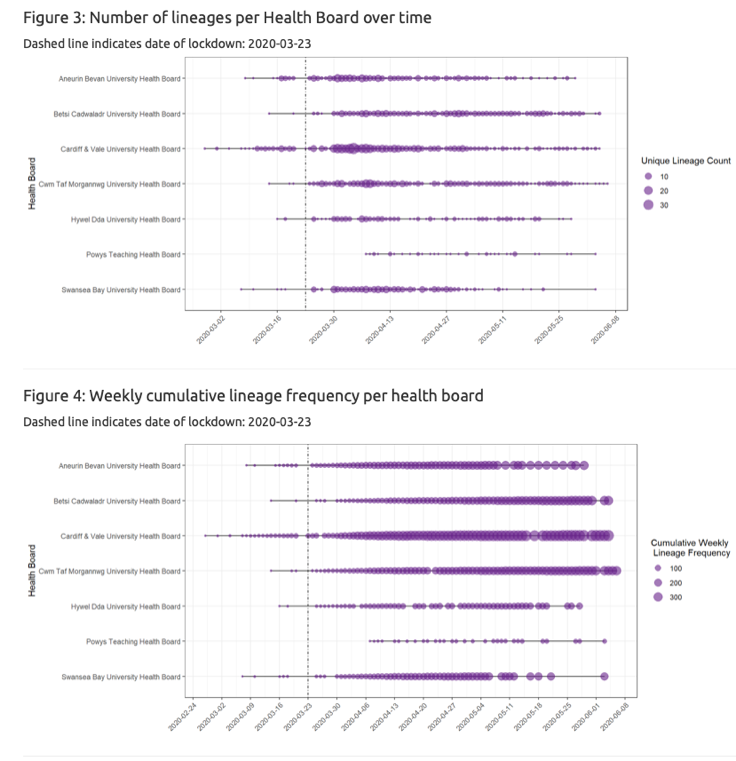 Figure 3: Number of lineages per Health Board over time
Dashed line indicates date of lockdown: 2020-03-23
Aneurin Bevan University Health Board
Betsi Cadwaladr University Health Board
Cardiff & Vale University Health Board
Cwm Taf Morgannwg University Health Board
Hywel Dda University Health Board
Powys Teaching Health Board
Swansea Bay University Health Board
Health Board
2020-03-02
2020-03-16
2020-03-30
2020-04-13
2020-04-27
2020-05-11
2020-05-25
2020-06-08
Unique Lineage Count
10
20
30
Figure 4: Weekly cumulative lineage frequency per health board
Dashed line indicates date of lockdown: 2020-03-23
Aneurin Bevan University Health Board
Betsi Cadwaladr University Health Board
Cardiff & Vale University Health Board
Cwm Taf Morgannwg University Health Board
Hywel Dda University Health Board
Powys Teaching Health Board
Swansea Bay University Health Board
Health Board
2020-02-24
2020-03-02
2020-03-09
2020-03-16
2020-03-23
2020-03-30
2020-04-06
2020-04-13
2020-04-20
2020-04-27
2020-05-04
2020-05-11
2020-05-18
2020-05-25
2020-06-01
2020-06-08
Cumulative Weekly
Lineage Frequency
100
200
300